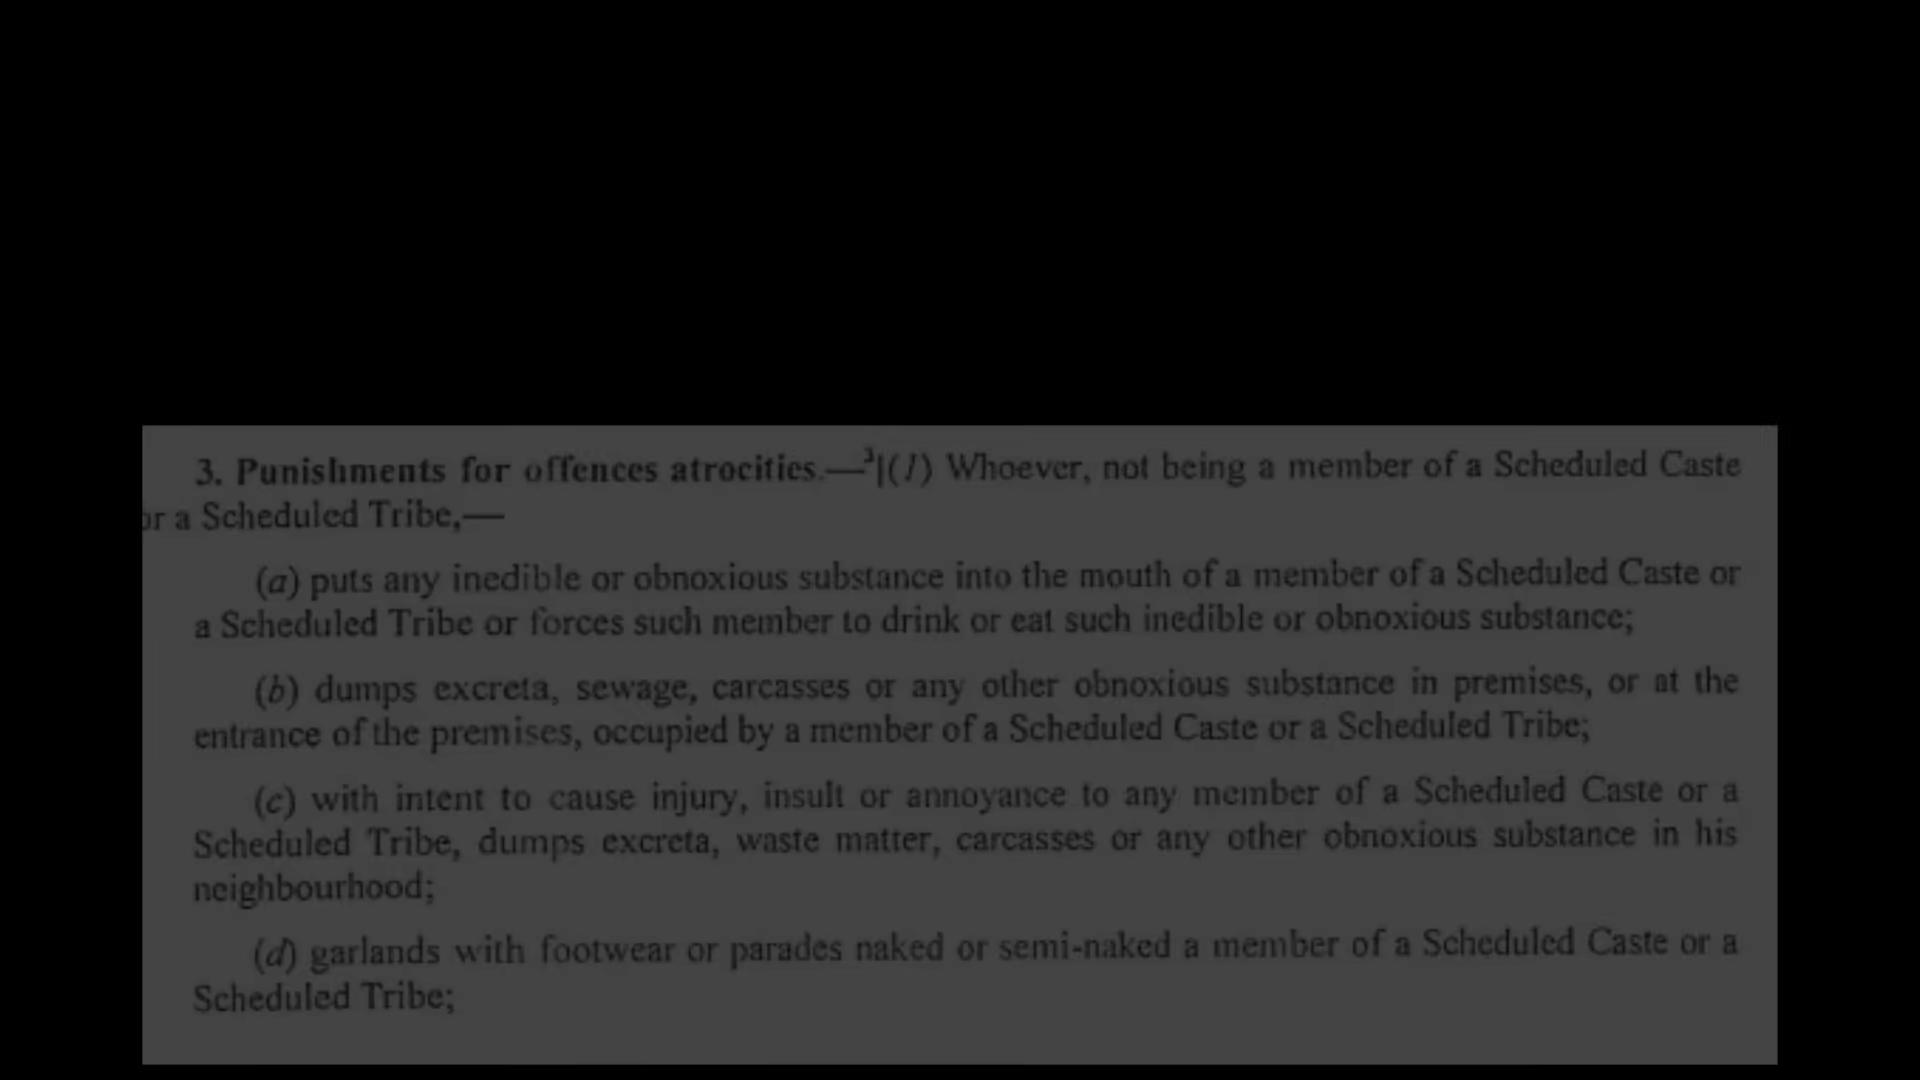 3. Punishments for offences atrocities.—³[(1) Whoever, not being a member of a Scheduled Caste
or a Scheduled Tribe,—
(a) puts any inedible or obnoxious substance into the mouth of a member of a Scheduled Caste or
a Scheduled Tribe or forces such member to drink or eat such inedible or obnoxious substance;
(b) dumps excreta, sewage, carcasses or any other obnoxious substance in premises, or at the
entrance of the premises, occupied by a member of a Scheduled Caste or a Scheduled Tribe;
(c) with intent to cause injury, insult or annoyance to any member of a Scheduled Caste or a
Scheduled Tribe, dumps excreta, waste matter, carcasses or any other obnoxious substance in his
neighbourhood;
(d) garlands with footwear or parades naked or semi-naked a member of a Scheduled Caste or a
Scheduled Tribe;